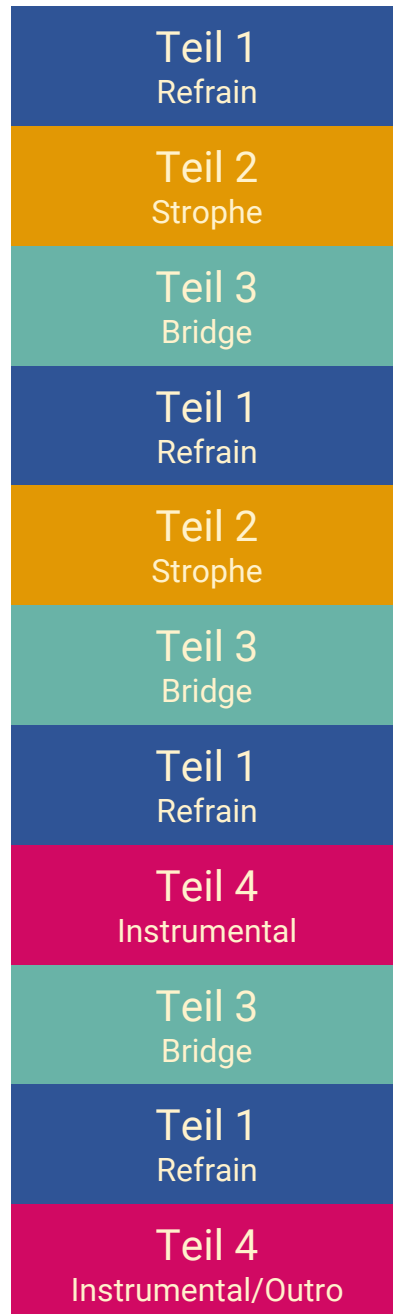 Teil 1
Refrain
Teil 2
Strophe
Teil 3
Bridge
Teil 1
Refrain
Teil 2
Strophe
Teil 3
Bridge
Teil 1
Refrain
Teil 4
Instrumental
Teil 3
Bridge
Teil 1
Refrain
Teil 4
Instrumental/Outro